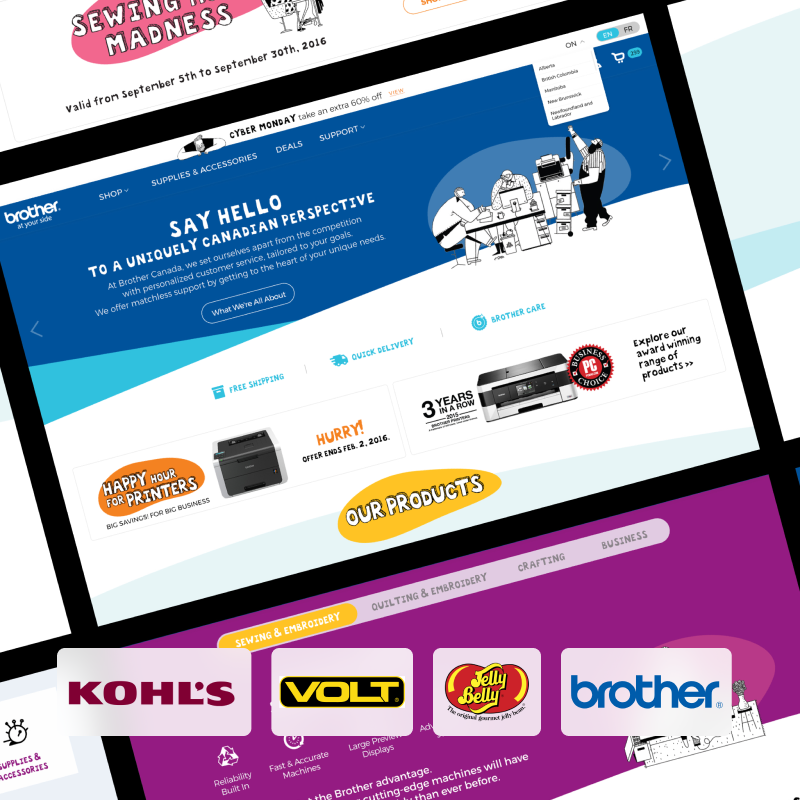 SEWING
MADNESS
Valid from September 5th to September 30th, 2016
CYBER MONDAY take an extra 60% off VIEW
ON
EN FR
255
Alberta
British Columbia
Manitoba
New Brunswick
Newfoundland and
Labrador
brother
at your side
SHOP
SUPPLIES & ACCESSORIES
DEALS
SUPPORT
SAY HELLO
TO A UNIQUELY CANADIAN PERSPECTIVE
At Brother Canada, we set ourselves apart from the competition
with personalized customer service, tailored to your goals.
We offer matchless support by getting to the heart of your unique needs.
What We're All About
FREE SHIPPING
QUICK DELIVERY
BROTHER CARE
HAPPY HOUR
FOR PRINTERS
BIG SAVINGS! FOR BIG BUSINESS
HURRY!
OFFER ENDS FEB. 2, 2016.
3 YEARS
IN A ROW
2015
BROTHER PRINTERS
BUSINESS
PC
CHOICE
Explore our
award winning
range of
products >>
OUR PRODUCTS
SEWING & EMBROIDERY
QUILTING & EMBROIDERY
CRAFTING
BUSINESS
KOHL'S
VOLT
Jelly
Belly
The original gourmet jelly bean.
brother
SUPPLIES &
ACCESSORIES
Reliability
Built In
Fast & Accurate
Machines
Large Preview
Displays
the Brother advantage.
cutting-edge machines will have
than ever before.